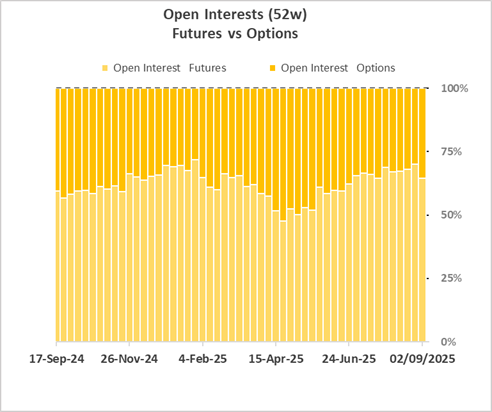 Open Interests (52w)
Futures vs Options
Open Interest Futures Open Interest Options
100%
75%
50%
25%
0%
17-Sep-24 26-Nov-24 4-Feb-25 15-Apr-25 24-Jun-25 02/09/2025